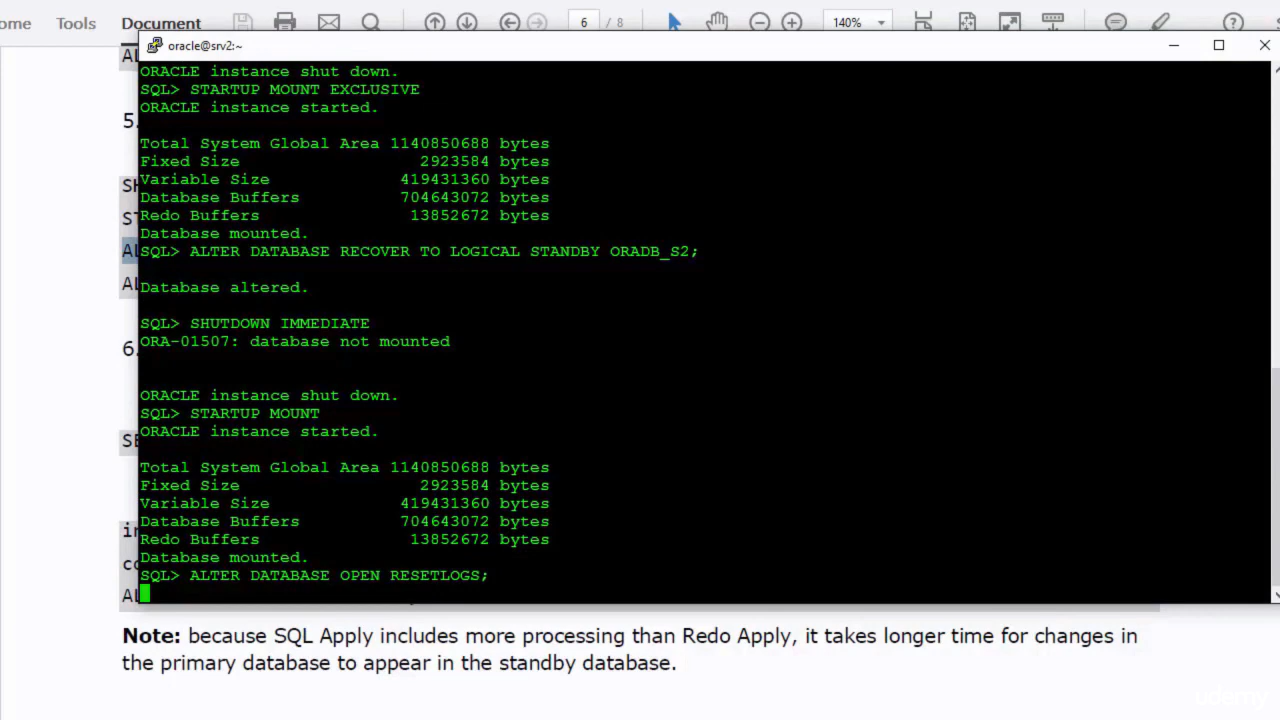 ome Tools Document 6 / 8 140%
oracle@srv2:~
AL
ORACLE instance shut down.
SQL> STARTUP MOUNT EXCLUSIVE
ORACLE instance started.
5.
Total System Global Area 1140850688 bytes
Fixed Size 2923584 bytes
Variable Size 419431360 bytes
Database Buffers 704643072 bytes
Redo Buffers 13852672 bytes
Database mounted.
SQL> ALTER DATABASE RECOVER TO LOGICAL STANDBY ORADB_S2;
Database altered.
SQL> SHUTDOWN IMMEDIATE
ORA-01507: database not mounted
6.
ORACLE instance shut down.
SQL> STARTUP MOUNT
ORACLE instance started.
Total System Global Area 1140850688 bytes
Fixed Size 2923584 bytes
Variable Size 419431360 bytes
Database Buffers 704643072 bytes
Redo Buffers 13852672 bytes
Database mounted.
SQL> ALTER DATABASE OPEN RESETLOGS;
Note: because SQL Apply includes more processing than Redo Apply, it takes longer time for changes in
the primary database to appear in the standby database.
udemy